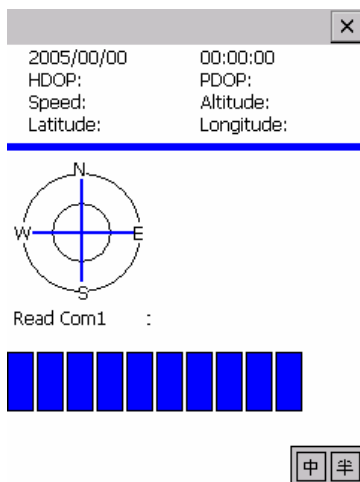 2005/00/00 00:00:00
HDOP: PDOP:
Speed: Altitude:
Latitude: Longitude:
N
W E
S
Read Com1 :
中 半